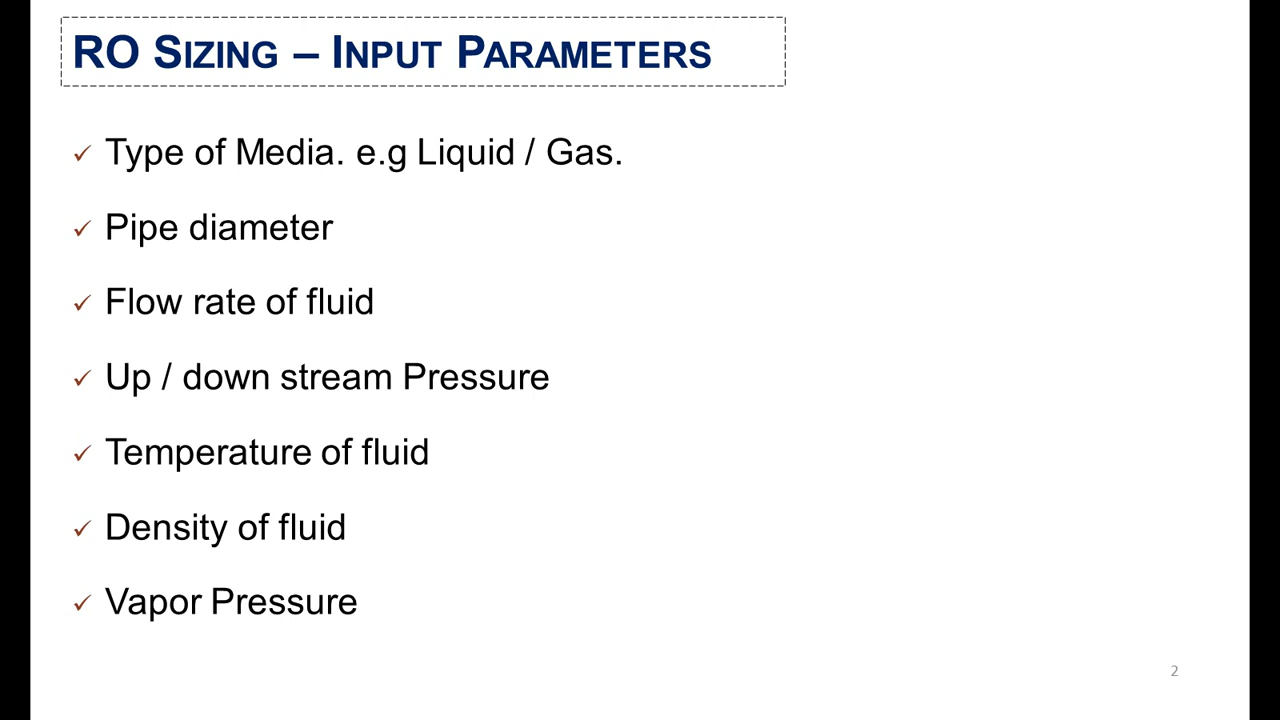 RO SIZING – INPUT PARAMETERS
✓ Type of Media. e.g Liquid / Gas.
✓ Pipe diameter
✓ Flow rate of fluid
✓ Up / down stream Pressure
✓ Temperature of fluid
✓ Density of fluid
✓ Vapor Pressure
2